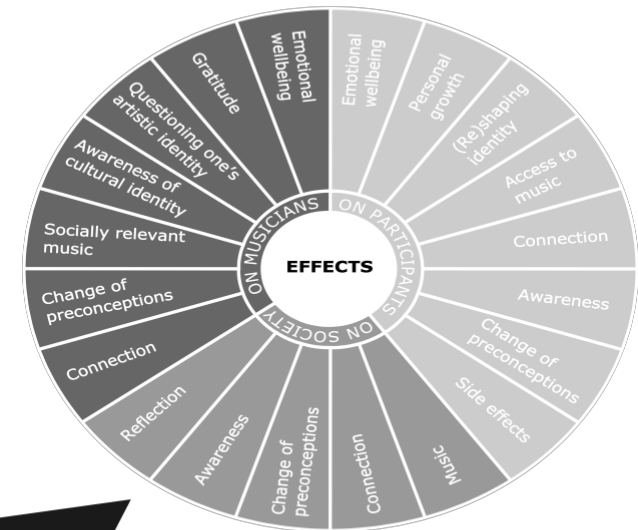 EFFECTS
ON PARTICIPANTS
Emotional
wellbeing
Personal
growth
(Re)shaping
identity
Access to
music
Connection
Awareness
Change of
preconceptions
Side effects
ON SOCIETY
Music
Connection
Change of
preconceptions
Awareness
Reflection
ON MUSICIANS
Connection
Change of
preconceptions
Socially relevant
music
Awareness of
cultural identity
Questioning one's
artistic identity
Gratitude
Emotional
wellbeing